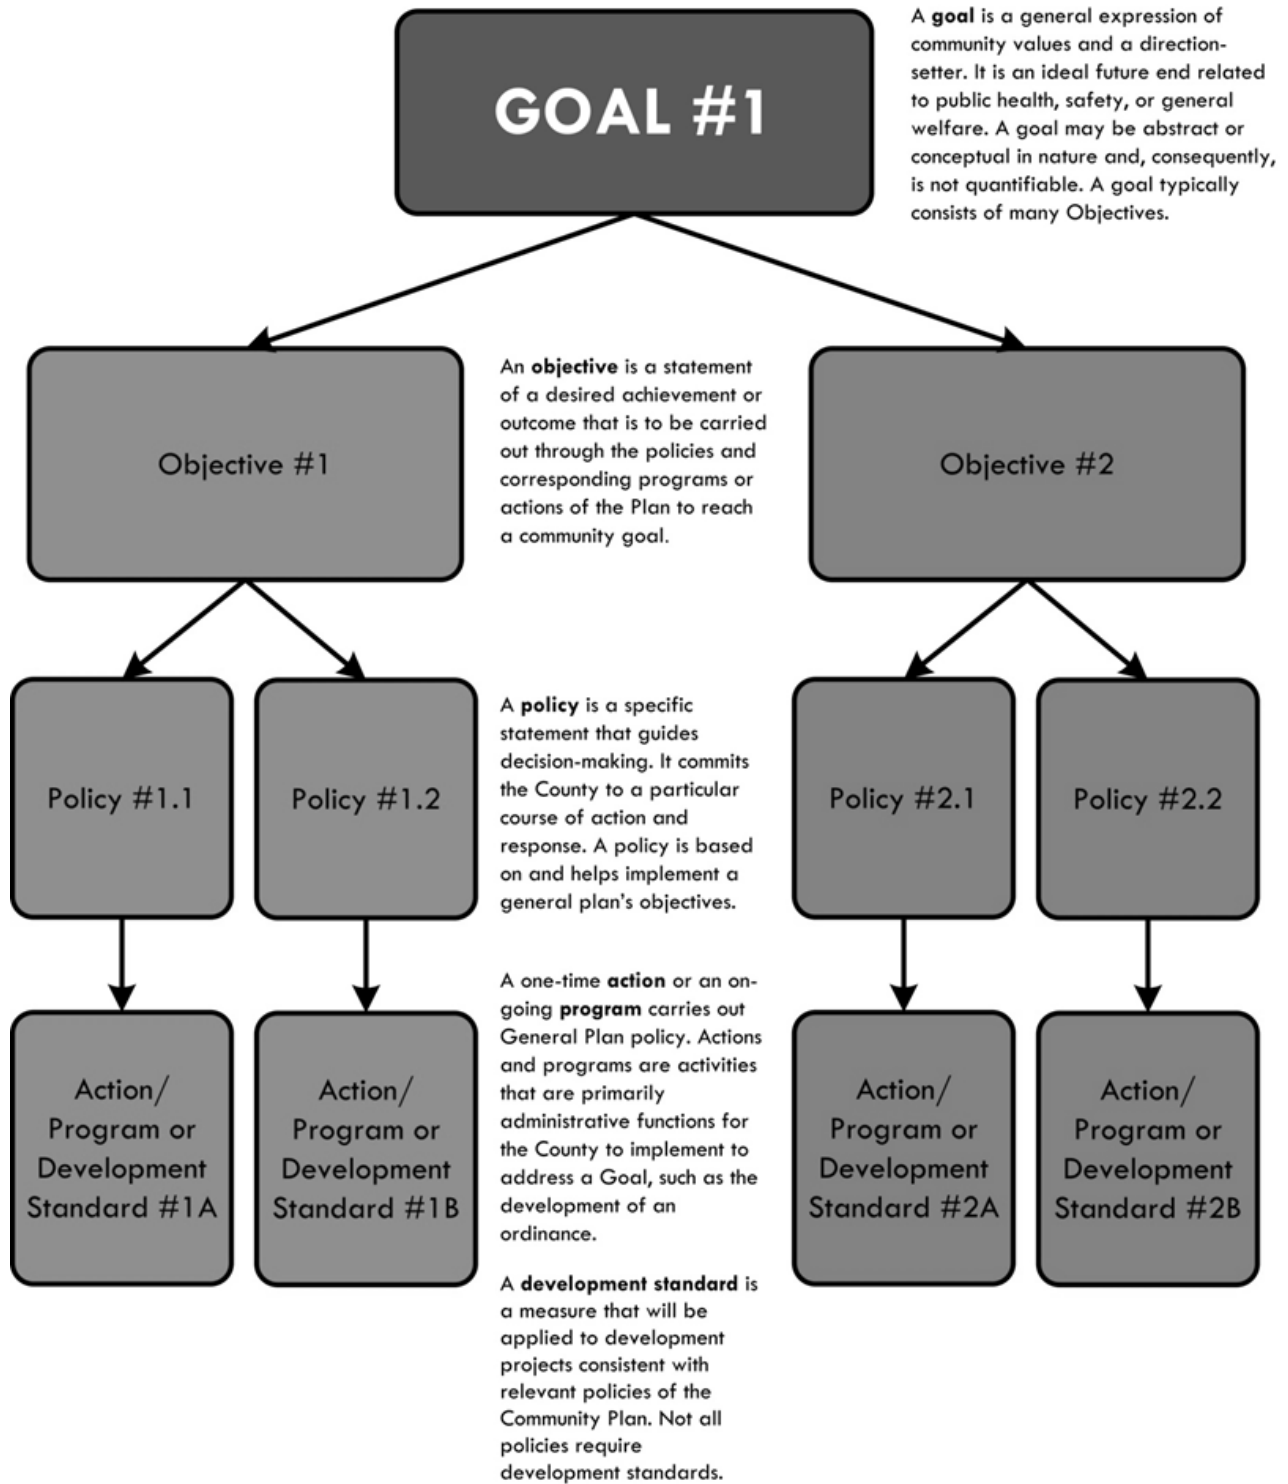 GOAL #1
A goal is a general expression of
community values and a direction-
setter. It is an ideal future end related
to public health, safety, or general
welfare. A goal may be abstract or
conceptual in nature and, consequently,
is not quantifiable. A goal typically
consists of many Objectives.
Objective #1
An objective is a statement
of a desired achievement or
outcome that is to be carried
out through the policies and
corresponding programs or
actions of the Plan to reach
a community goal.
Objective #2
Policy #1.1
Policy #1.2
A policy is a specific
statement that guides
decision-making. It commits
the County to a particular
course of action and
response. A policy is based
on and helps implement a
general plan's objectives.
Policy #2.1
Policy #2.2
Action/
Program or
Development
Standard #1A
Action/
Program or
Development
Standard #1B
A one-time action or an on-
going program carries out
General Plan policy. Actions
and programs are activities
that are primarily
administrative functions for
the County to implement to
address a Goal, such as the
development of an
ordinance.
Action/
Program or
Development
Standard #2A
Action/
Program or
Development
Standard #2B
A development standard is
a measure that will be
applied to development
projects consistent with
relevant policies of the
Community Plan. Not all
policies require
development standards.